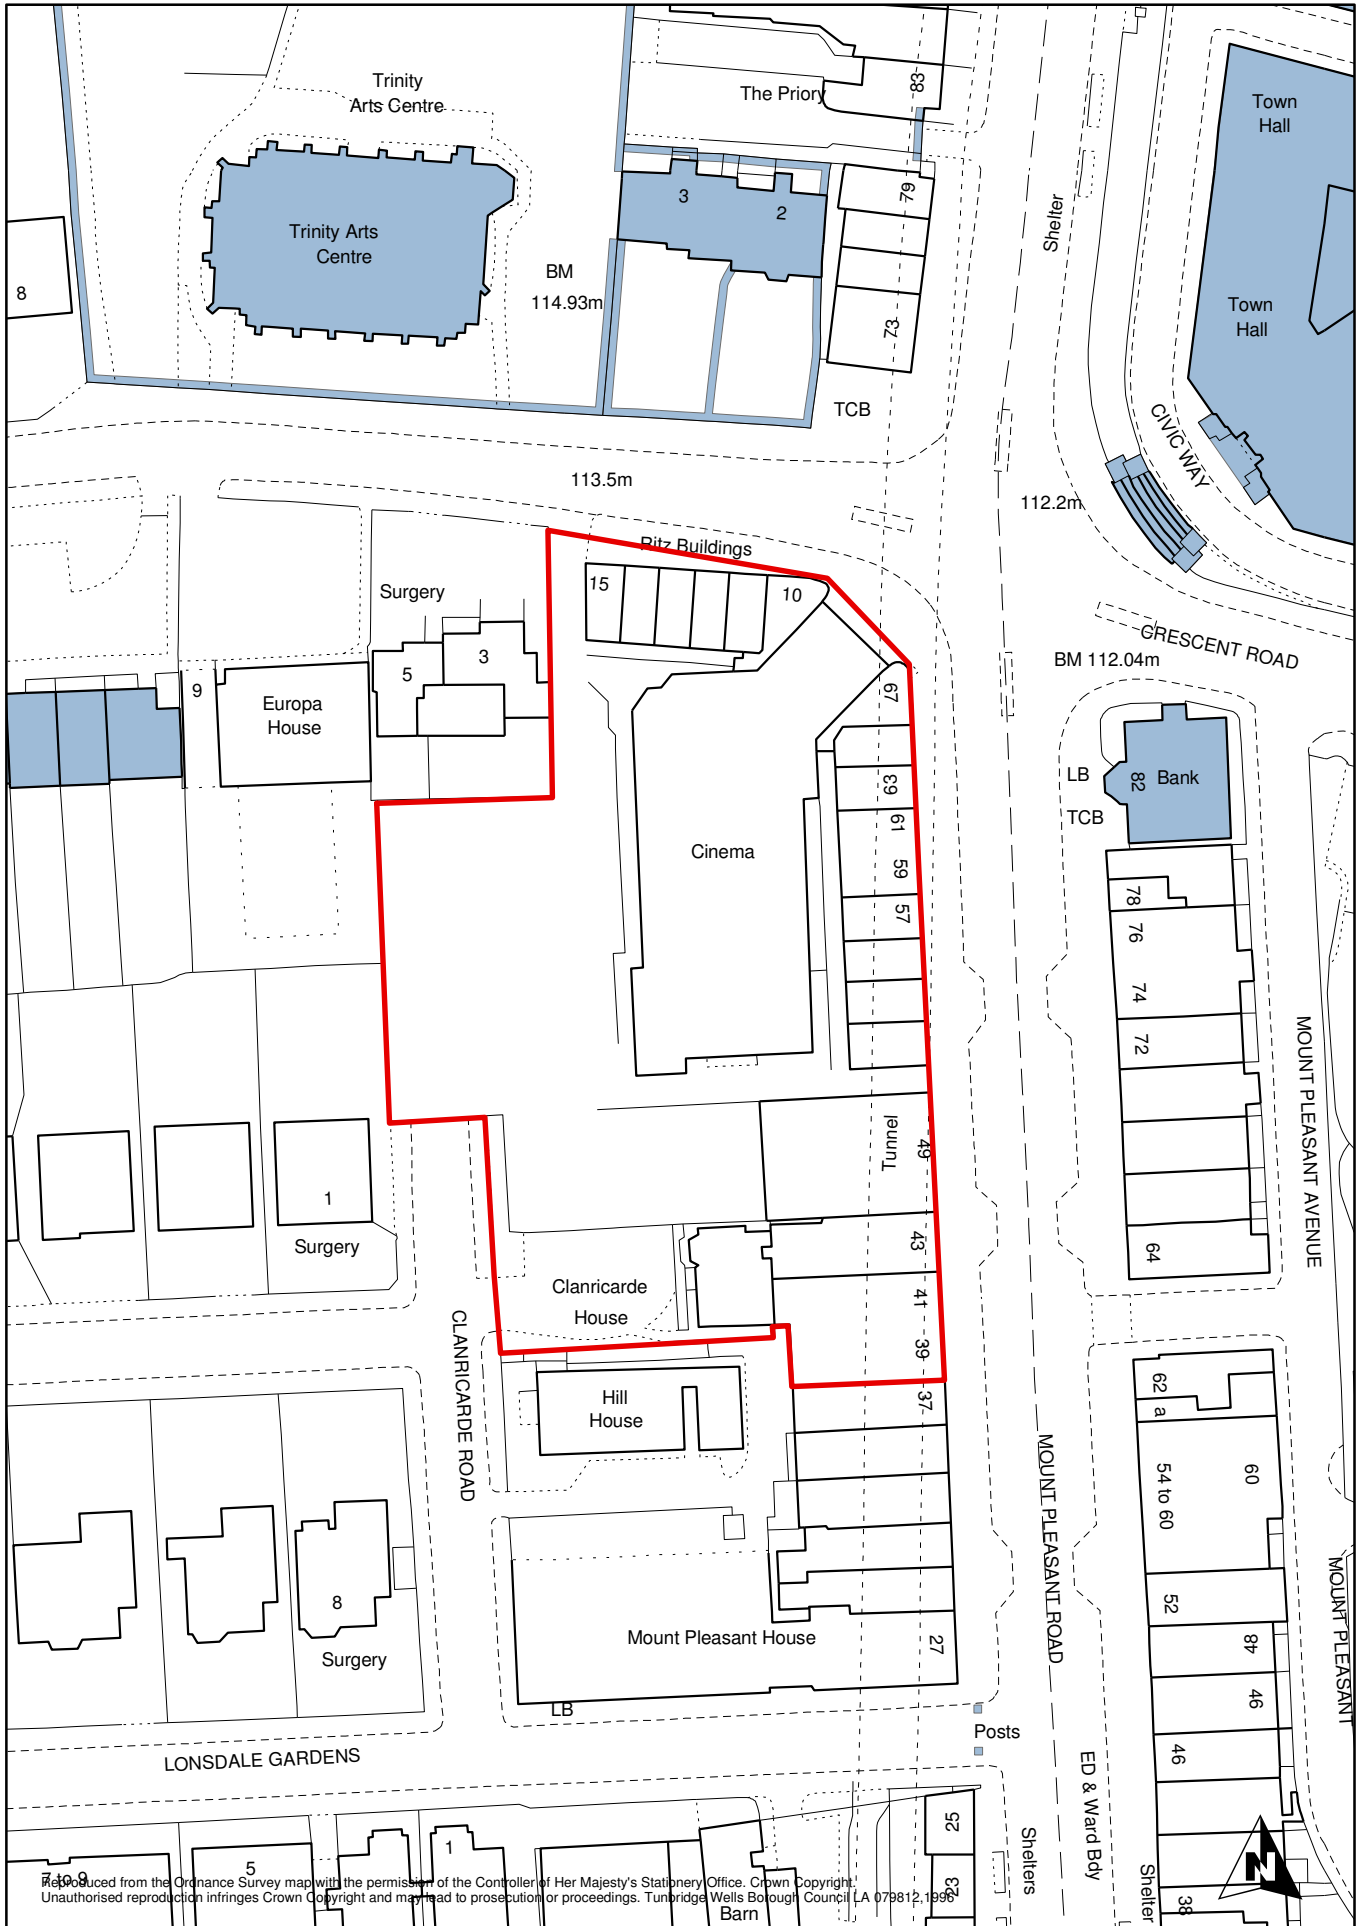 Trinity
Arts Centre
The Priory
83
Town
Hall
Trinity Arts
Centre
3
2
79
Shelter
8
BM
114.93m
73
Town
Hall
TCB
CIVIC WAY
113.5m
112.2m
Ritz Buildings
15
10
Surgery
CRESCENT ROAD
BM 112.04m
5
3
9
67
Europa
House
LB
82
Bank
TCB
63
61
Cinema
59
57
78
76
74
72
MOUNT PLEASANT AVENUE
Tunnel
49
1
Surgery
43
64
Clanricarde
House
41
39
CLANRICARDE ROAD
37
62
a
Hill
House
54 to 60
60
MOUNT PLEASANT ROAD
8
Surgery
52
48
MOUNT PLEASANT
Mount Pleasant House
27
46
46
LB
Posts
LONSDALE GARDENS
ED & Ward Bdy
25
Shelters
Shelter
1
5
7 to 9
23
38
N
Barn
Reproduced from the Ordnance Survey map with the permission of the Controller of Her Majesty's Stationery Office. Crown Copyright.
Unauthorised reproduction infringes Crown Copyright and may lead to prosecution or proceedings. Tunbridge Wells Borough Council LA 079812,1996